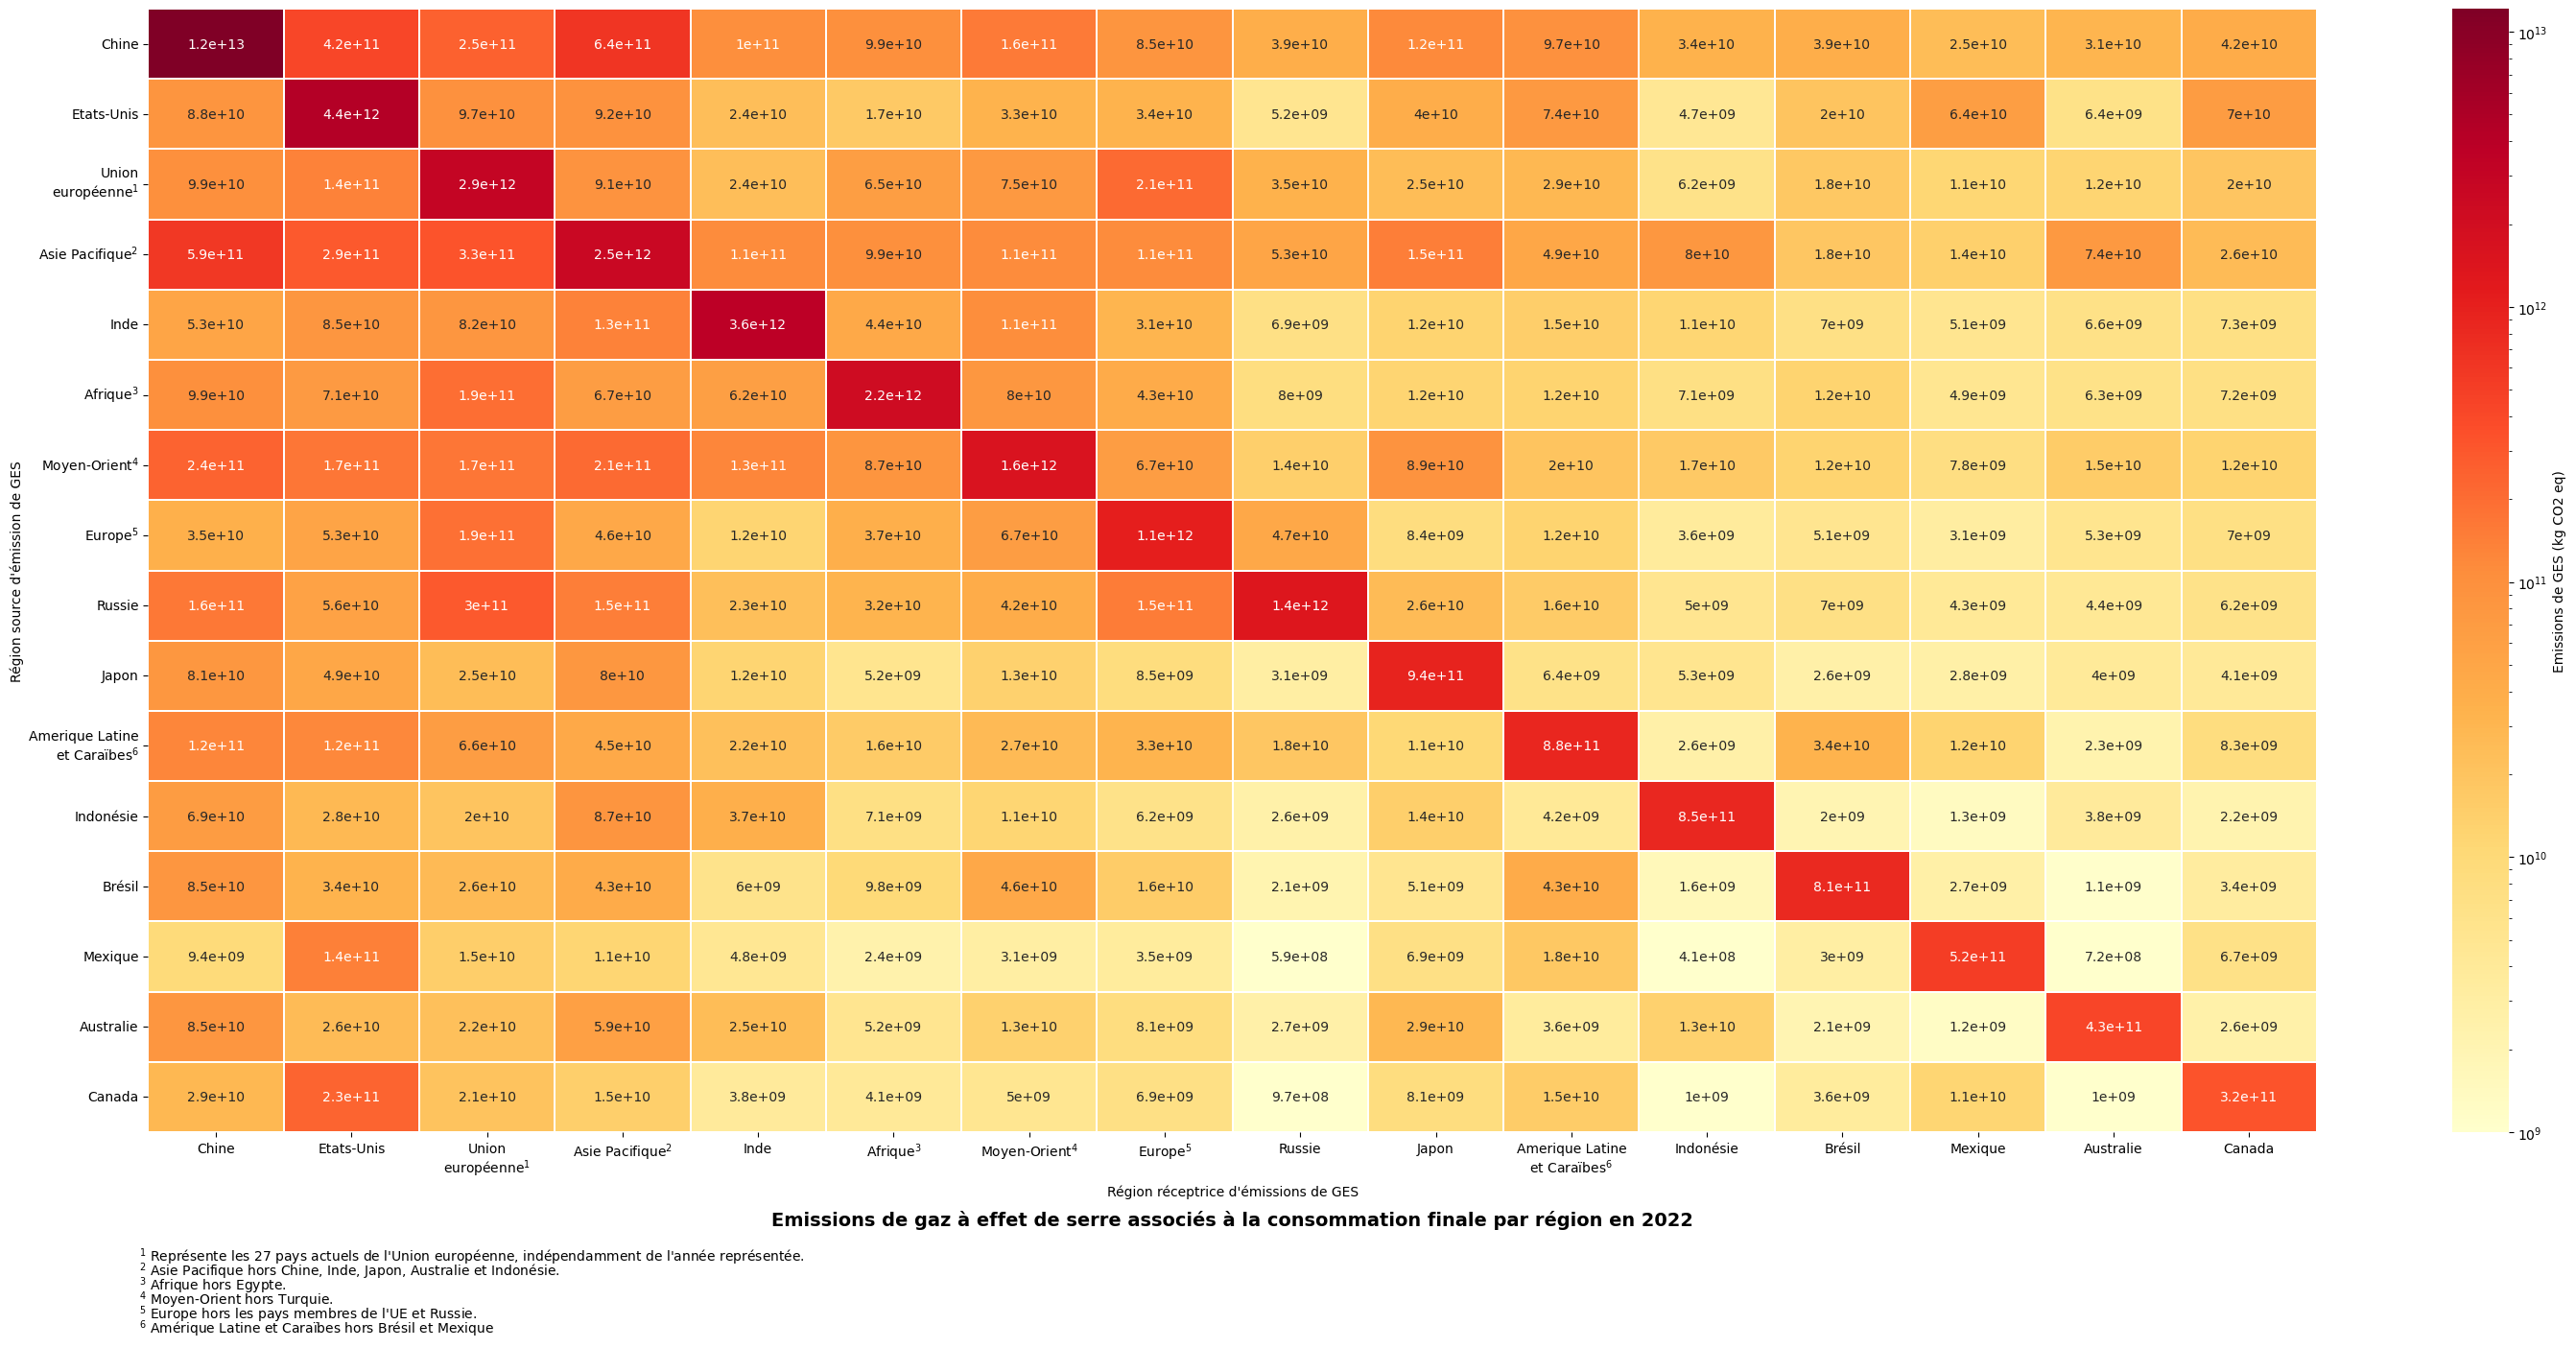 Chine 1.2e+13 4.2e+11 2.5e+11 6.4e+11 1e+11 9.9e+10 1.6e+11 8.5e+10 3.9e+10 1.2e+11 9.7e+10 3.4e+10 3.9e+10 2.5e+10 3.1e+10 4.2e+10
Etats-Unis 8.8e+10 4.4e+12 9.7e+10 9.2e+10 2.4e+10 1.7e+10 3.3e+10 3.4e+10 5.2e+09 4e+10 7.4e+10 4.7e+09 2e+10 6.4e+10 6.4e+09 7e+10
Union
européenne¹ 9.9e+10 1.4e+11 2.9e+12 9.1e+10 2.4e+10 6.5e+10 7.5e+10 2.1e+11 3.5e+10 2.5e+10 2.9e+10 6.2e+09 1.8e+10 1.1e+10 1.2e+10 2e+10
Asie Pacifique² 5.9e+11 2.9e+11 3.3e+11 2.5e+12 1.1e+11 9.9e+10 1.1e+11 1.1e+11 5.3e+10 1.5e+11 4.9e+10 8e+10 1.8e+10 1.4e+10 7.4e+10 2.6e+10
Inde 5.3e+10 8.5e+10 8.2e+10 1.3e+11 3.6e+12 4.4e+10 1.1e+11 3.1e+10 6.9e+09 1.2e+10 1.5e+10 1.1e+10 7e+09 5.1e+09 6.6e+09 7.3e+09
Afrique³ 9.9e+10 7.1e+10 1.9e+11 6.7e+10 6.2e+10 2.2e+12 8e+10 4.3e+10 8e+09 1.2e+10 1.2e+10 7.1e+09 1.2e+10 4.9e+09 6.3e+09 7.2e+09
Moyen-Orient⁴ 2.4e+11 1.7e+11 1.7e+11 2.1e+11 1.3e+11 8.7e+10 1.6e+12 6.7e+10 1.4e+10 8.9e+10 2e+10 1.7e+10 1.2e+10 7.8e+09 1.5e+10 1.2e+10
Europe⁵ 3.5e+10 5.3e+10 1.9e+11 4.6e+10 1.2e+10 3.7e+10 6.7e+10 1.1e+12 4.7e+10 8.4e+09 1.2e+10 3.6e+09 5.1e+09 3.1e+09 5.3e+09 7e+09
Russie 1.6e+11 5.6e+10 3e+11 1.5e+11 2.3e+10 3.2e+10 4.2e+10 1.5e+11 1.4e+12 2.6e+10 1.6e+10 5e+09 7e+09 4.3e+09 4.4e+09 6.2e+09
Japon 8.1e+10 4.9e+10 2.5e+10 8e+10 1.2e+10 5.2e+09 1.3e+10 8.5e+09 3.1e+09 9.4e+11 6.4e+09 5.3e+09 2.6e+09 2.8e+09 4e+09 4.1e+09
Amerique Latine
et Caraïbes⁶ 1.2e+11 1.2e+11 6.6e+10 4.5e+10 2.2e+10 1.6e+10 2.7e+10 3.3e+10 1.8e+10 1.1e+10 8.8e+11 2.6e+09 3.4e+10 1.2e+10 2.3e+09 8.3e+09
Indonésie 6.9e+10 2.8e+10 2e+10 8.7e+10 3.7e+10 7.1e+09 1.1e+10 6.2e+09 2.6e+09 1.4e+10 4.2e+09 8.5e+11 2e+09 1.3e+09 3.8e+09 2.2e+09
Brésil 8.5e+10 3.4e+10 2.6e+10 4.3e+10 6e+09 9.8e+09 4.6e+10 1.6e+10 2.1e+09 5.1e+09 4.3e+10 1.6e+09 8.1e+11 2.7e+09 1.1e+09 3.4e+09
Mexique 9.4e+09 1.4e+11 1.5e+10 1.1e+10 4.8e+09 2.4e+09 3.1e+09 3.5e+09 5.9e+08 6.9e+09 1.8e+10 4.1e+08 3e+09 5.2e+11 7.2e+08 6.7e+09
Australie 8.5e+10 2.6e+10 2.2e+10 5.9e+10 2.5e+10 5.2e+09 1.3e+10 8.1e+09 2.7e+09 2.9e+10 3.6e+09 1.3e+10 2.1e+09 1.2e+09 4.3e+11 2.6e+09
Canada 2.9e+10 2.3e+11 2.1e+10 1.5e+10 3.8e+09 4.1e+09 5e+09 6.9e+09 9.7e+08 8.1e+09 1.5e+10 1e+09 3.6e+09 1.1e+10 1e+09 3.2e+11
Région source d'émission de GES
Chine Etats-Unis Union Asie Pacifique² Inde Afrique³ Moyen-Orient⁴ Europe⁵ Russie Japon Amerique Latine Indonésie Brésil Mexique Australie Canada
européenne¹ et Caraïbes⁶
Région réceptrice d'émissions de GES
10¹³
10¹²
10¹¹
10¹⁰
10⁹
Emissions de GES (kg CO2 eq)
Emissions de gaz à effet de serre associés à la consommation finale par région en 2022
¹ Représente les 27 pays actuels de l'Union européenne, indépendamment de l'année représentée.
² Asie Pacifique hors Chine, Inde, Japon, Australie et Indonésie.
³ Afrique hors Egypte.
⁴ Moyen-Orient hors Turquie.
⁵ Europe hors les pays membres de l'UE et Russie.
⁶ Amérique Latine et Caraïbes hors Brésil et Mexique